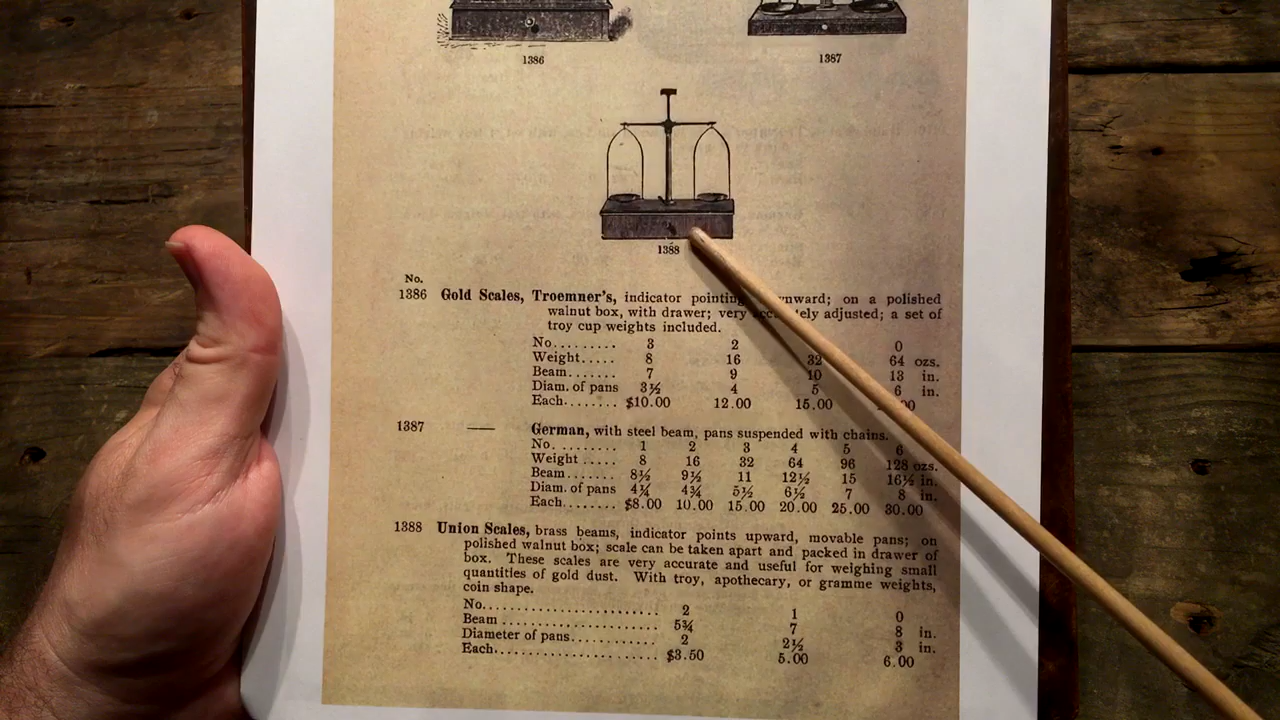 1386
1387
1388
No.
1386 Gold Scales, Troemner's, indicator pointing on a polished
walnut box, with drawer; very adjusted; a set of
troy cup weights included.
No......... 3 2 0
Weight..... 8 16 32 64 ozs.
Beam....... 7 9 10 13 in.
Diam. of pans 3½ 4 5 6 in.
Each........ $10.00 12.00 15.00
1387 —— German, with steel beam, pans suspended with chains.
No.......... 1 2 3 4 5 6
Weight ..... 8 16 32 64 96 128 ozs.
Beam....... 8½ 9½ 11 12½ 15 16½ in.
Diam. of pans 4¼ 4¾ 5½ 6½ 7 8 in.
Each........ $8.00 10.00 15.00 20.00 25.00 30.00
1388 Union Scales, brass beams, indicator points upward, movable pans; on
polished walnut box; scale can be taken apart and packed in drawer of
box. These scales are very accurate and useful for weighing small
quantities of gold dust. With troy, apothecary, or gramme weights,
coin shape.
No......................... 2 1 0
Beam ....................... 5¾ 7 8 in.
Diameter of pans............ 2 2½ 3 in.
Each........................ $3.50 5.00 6.00